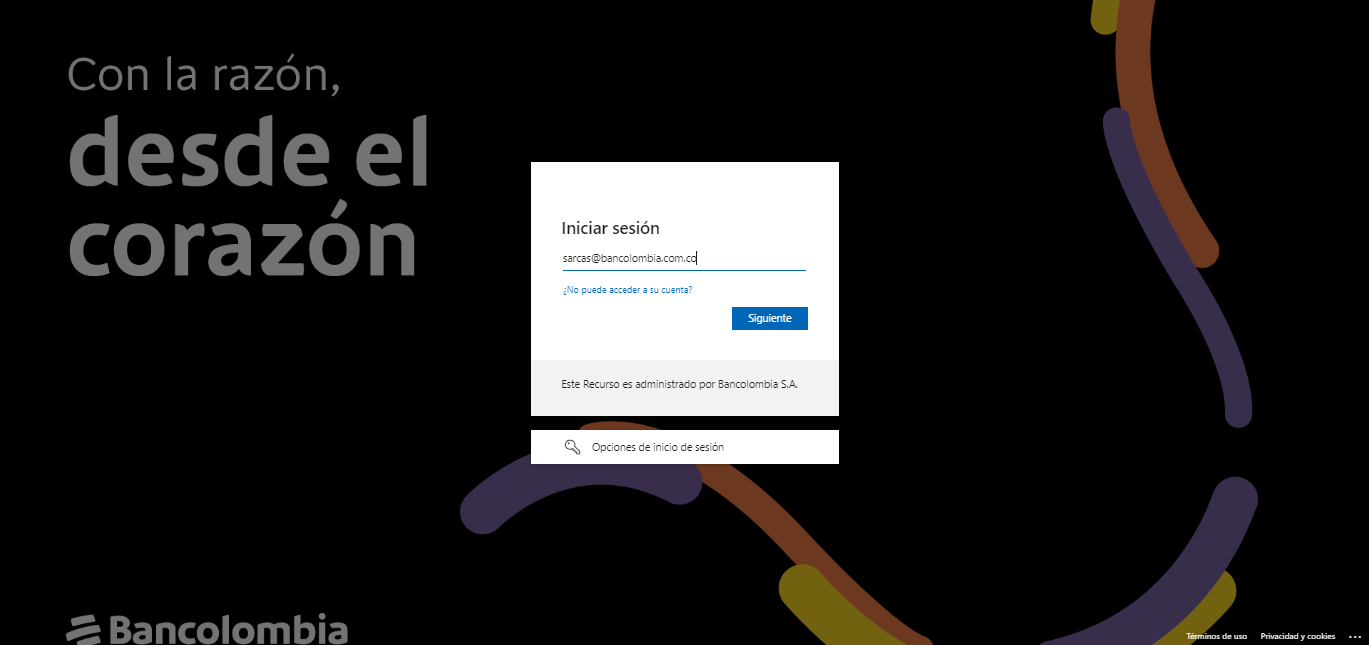 Con la razón,
desde el
corazón
Iniciar sesión
sarcas@bancolombia.com.co
¿No puede acceder a su cuenta?
Siguiente
Este Recurso es administrado por Bancolombia S.A.
Opciones de inicio de sesión
Bancolombia
Términos de uso Privacidad y cookies ...